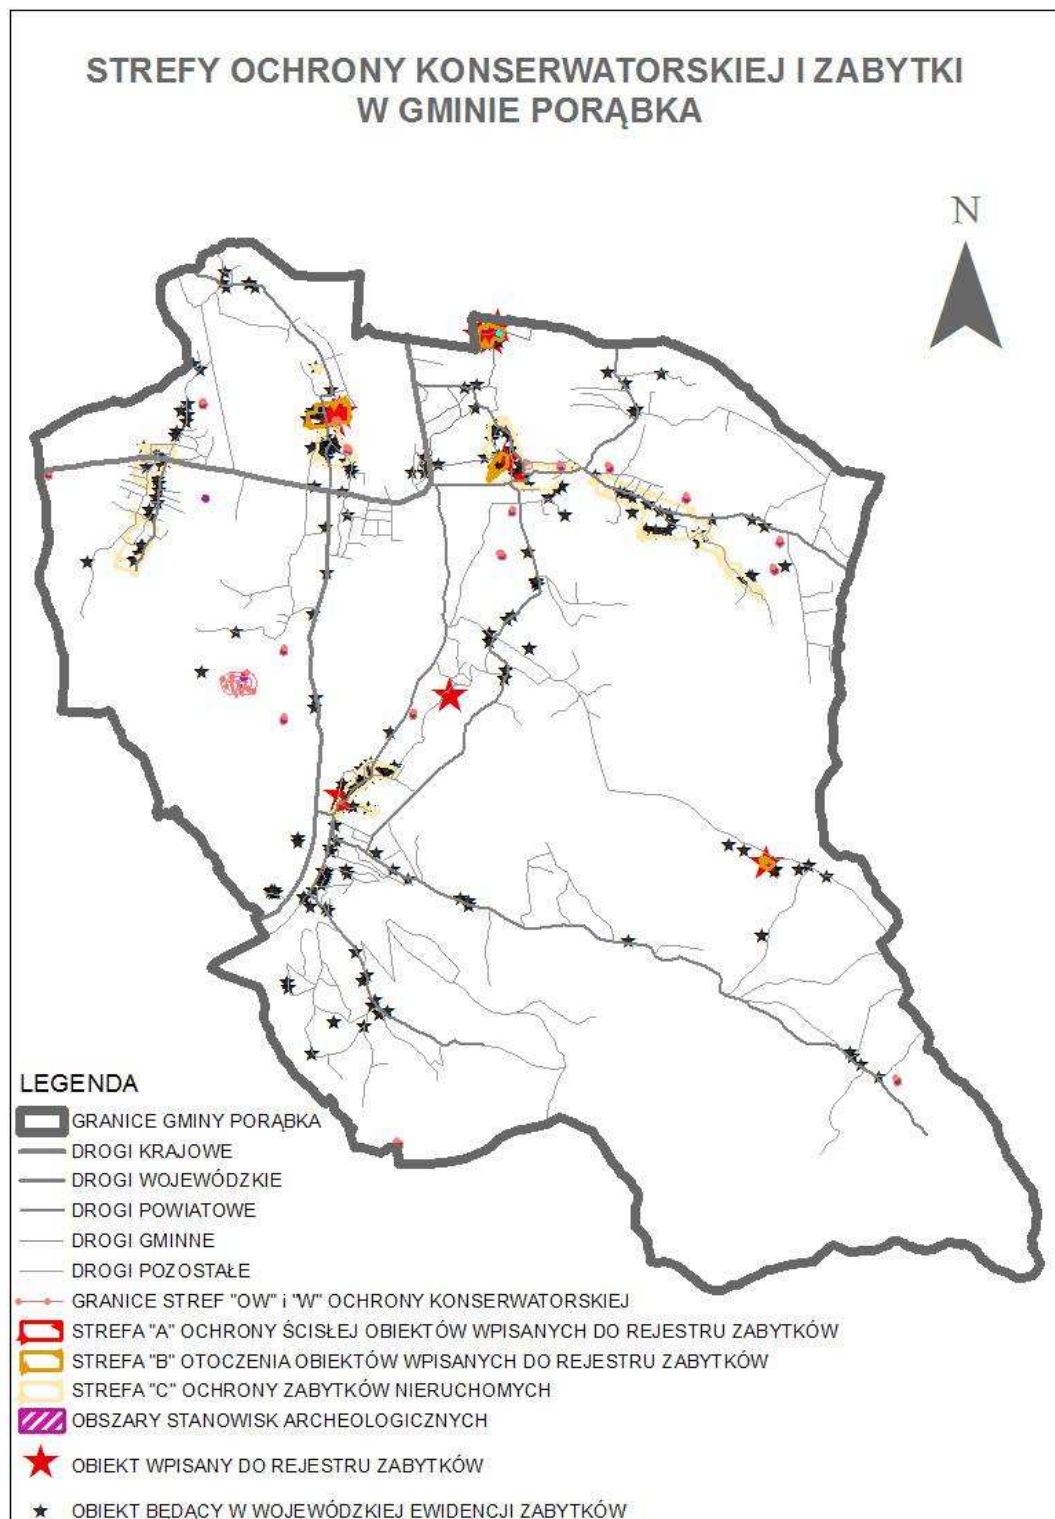 STREFY OCHRONY KONSERWATORSKIEJ I ZABYTKI
W GMINIE PORĄBKA
N
LEGENDA
GRANICE GMINY PORĄBKA
DROGI KRAJOWE
DROGI WOJEWÓDZKIE
DROGI POWIATOWE
DROGI GMINNE
DROGI POZOSTAŁE
GRANICE STREF "OW" i "W" OCHRONY KONSERWATORSKIEJ
STREFA "A" OCHRONY ŚCISŁEJ OBIEKTÓW WPISANYCH DO REJESTRU ZABYTKÓW
STREFA "B" OTOCZENIA OBIEKTÓW WPISANYCH DO REJESTRU ZABYTKÓW
STREFA "C" OCHRONY ZABYTKÓW NIERUCHOMYCH
OBSZARY STANOWISK ARCHEOLOGICZNYCH
OBIEKT WPISANY DO REJESTRU ZABYTKÓW
OBIEKT BĘDĄCY W WOJEWÓDZKIEJ EWIDENCJI ZABYTKÓW